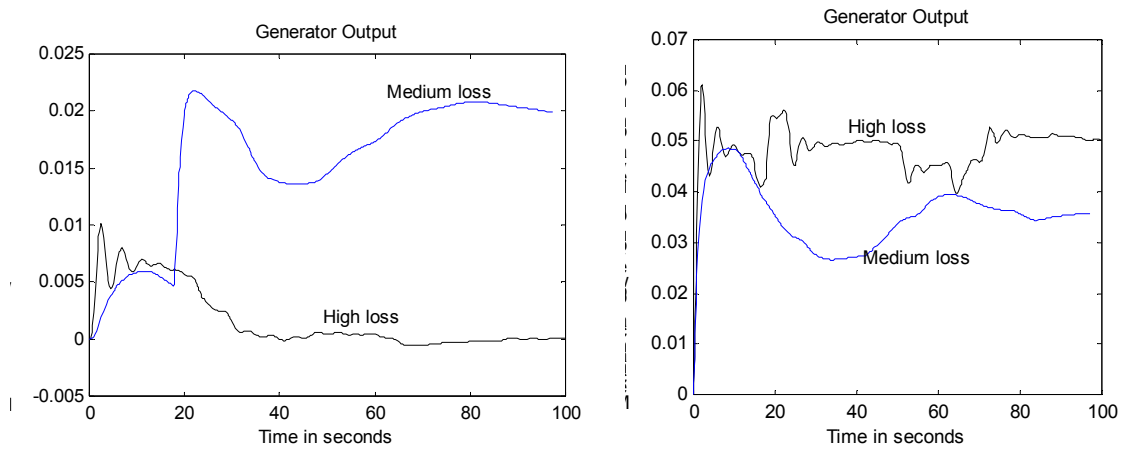 Generator Output
0.025
0.02
0.015
0.01
0.005
0
-0.005
Medium loss
High loss
0 20 40 60 80 100
Time in seconds
Generator Output
0.07
0.06
0.05
0.04
0.03
0.02
0.01
0
High loss
Medium loss
0 20 40 60 80 100
Time in seconds